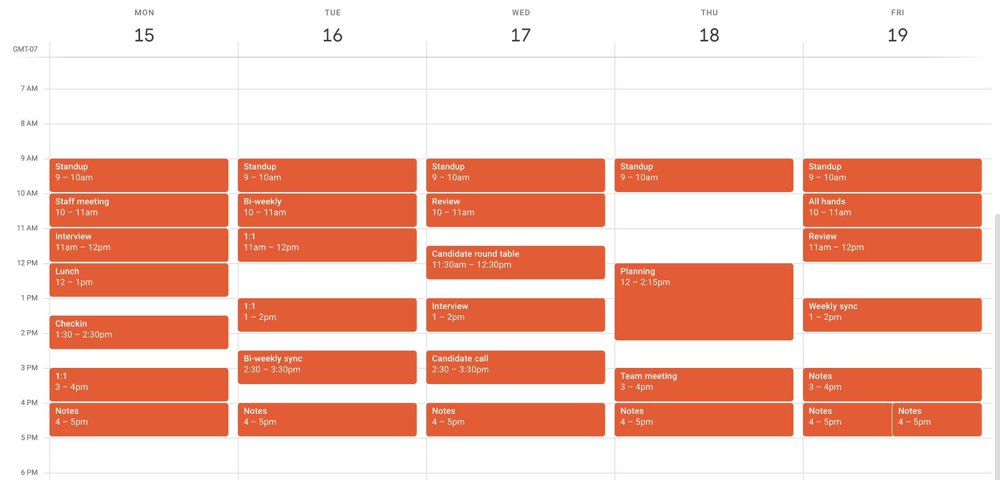 MON
15
TUE
16
WED
17
THU
18
FRI
19
GMT-07
7 AM
8 AM
9 AM
10 AM
11 AM
12 PM
1 PM
2 PM
3 PM
4 PM
5 PM
6 PM
Standup
9 – 10am
Staff meeting
10 – 11am
Interview
11am – 12pm
Lunch
12 – 1pm
Checkin
1:30 – 2:30pm
1:1
3 – 4pm
Notes
4 – 5pm
Standup
9 – 10am
Bi-weekly
10 – 11am
1:1
11am – 12pm
1:1
1 – 2pm
Bi-weekly sync
2:30 – 3:30pm
Notes
4 – 5pm
Standup
9 – 10am
Review
10 – 11am
Candidate round table
11:30am – 12:30pm
Interview
1 – 2pm
Candidate call
2:30 – 3:30pm
Notes
4 – 5pm
Standup
9 – 10am
Planning
12 – 2:15pm
Team meeting
3 – 4pm
Notes
4 – 5pm
Standup
9 – 10am
All hands
10 – 11am
Review
11am – 12pm
Weekly sync
1 – 2pm
Notes
3 – 4pm
Notes
4 – 5pm
Notes
4 – 5pm